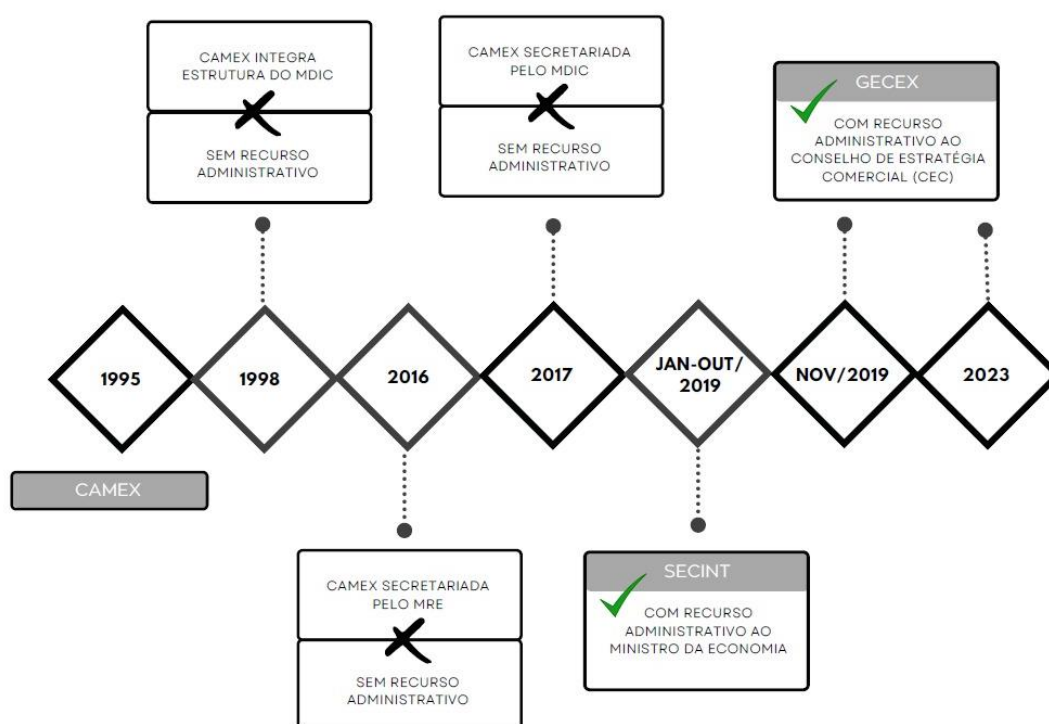 CAMEX INTEGRA
ESTRUTURA DO MDIC
SEM RECURSO
ADMINISTRATIVO
CAMEX SECRETARIADA
PELO MDIC
SEM RECURSO
ADMINISTRATIVO
GECEX
COM RECURSO
ADMINISTRATIVO AO
CONSELHO DE ESTRATÉGIA
COMERCIAL (CEC)
1995
1998
2016
2017
JAN-OUT/
2019
NOV/2019
2023
CAMEX
CAMEX SECRETARIADA
PELO MRE
SEM RECURSO
ADMINISTRATIVO
SECINT
COM RECURSO
ADMINISTRATIVO AO
MINISTRO DA ECONOMIA